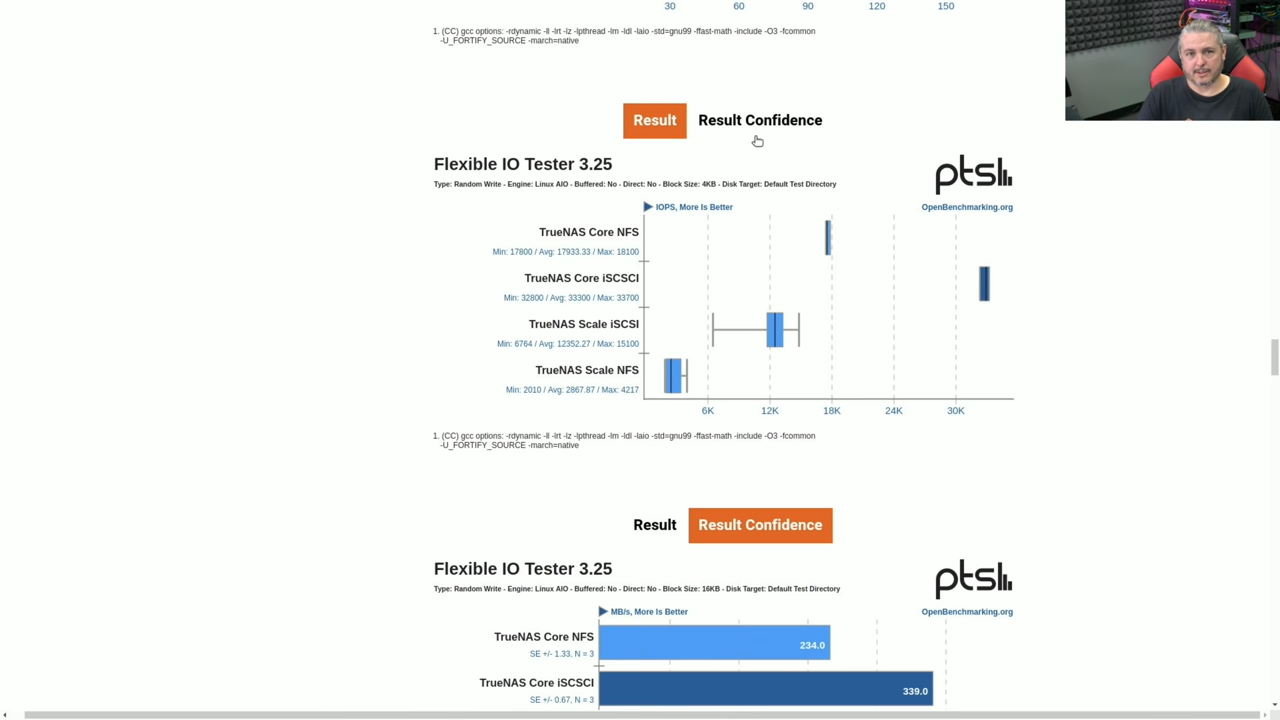 30 60 90 120 150
1. (CC) gcc options: -rdynamic -ll -lrt -lz -lpthread -lm -ldl -laio -std=gnu99 -ffast-math -include -O3 -fcommon
-U_FORTIFY_SOURCE -march=native
Result Result Confidence
Flexible IO Tester 3.25
ptsl
Type: Random Write - Engine: Linux AIO - Buffered: No - Direct: No - Block Size: 4KB - Disk Target: Default Test Directory
IOPS, More Is Better OpenBenchmarking.org
TrueNAS Core NFS
Min: 17800 / Avg: 17933.33 / Max: 18100
TrueNAS Core iSCSCI
Min: 32800 / Avg: 33300 / Max: 33700
TrueNAS Scale iSCSI
Min: 6764 / Avg: 12352.27 / Max: 15100
TrueNAS Scale NFS
Min: 2010 / Avg: 2867.87 / Max: 4217
6K 12K 18K 24K 30K
1. (CC) gcc options: -rdynamic -ll -lrt -lz -lpthread -lm -ldl -laio -std=gnu99 -ffast-math -include -O3 -fcommon
-U_FORTIFY_SOURCE -march=native
Result Result Confidence
Flexible IO Tester 3.25
ptsl
Type: Random Write - Engine: Linux AIO - Buffered: No - Direct: No - Block Size: 16KB - Disk Target: Default Test Directory
MB/s, More Is Better OpenBenchmarking.org
TrueNAS Core NFS
234.0
SE +/- 1.33, N = 3
TrueNAS Core iSCSCI
339.0
SE +/- 0.67, N = 3